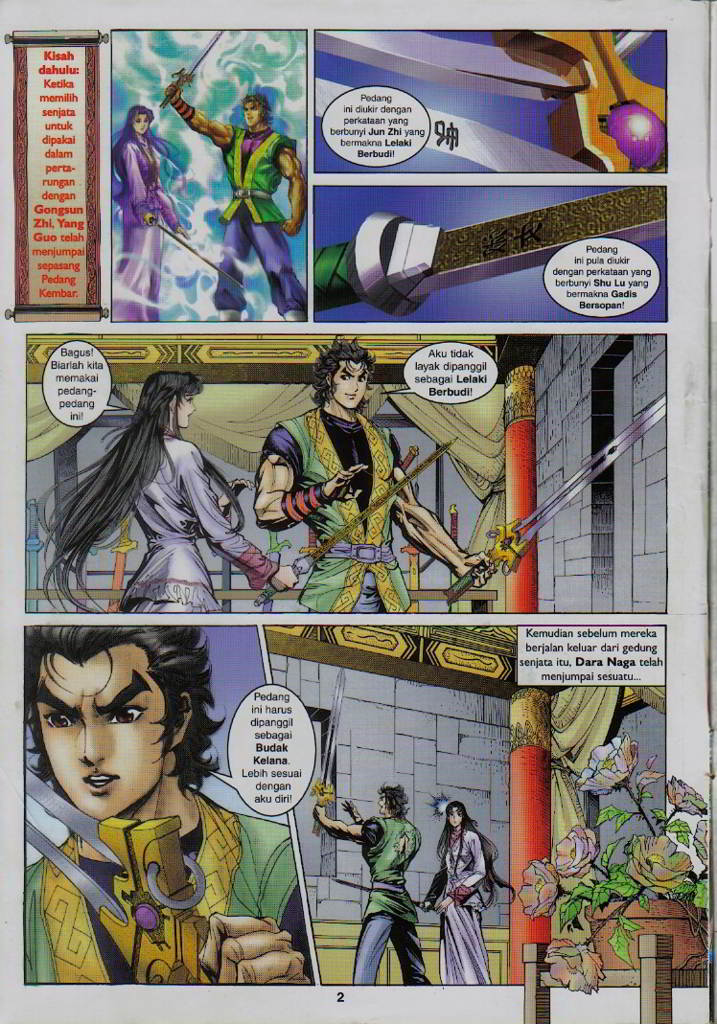 Kisah
dahulu:
Ketika
memilih
senjata
untuk
dipakai
dalam
perta-
rungan
dengan
Gongsun
Zhi, Yang
Guo telah
menjumpai
sepasang
Pedang
Kembar.
Pedang
ini diukir dengan
perkataan yang
berbunyi Jun Zhi yang
bermakna Lelaki
Berbudi!
Pedang
ini pula diukir
dengan perkataan yang
berbunyi Shu Lu yang
bermakna Gadis
Bersopan!
Bagus!
Biarlah kita
memakai
pedang-
pedang
ini!
Aku tidak
layak dipanggil
sebagai Lelaki
Berbudi!
Pedang
ini harus
dipanggil
sebagai
Budak
Kelana.
Lebih sesuai
dengan
aku diri!
Kemudian sebelum mereka
berjalan keluar dari gedung
senjata itu, Dara Naga telah
menjumpai sesuatu...
2